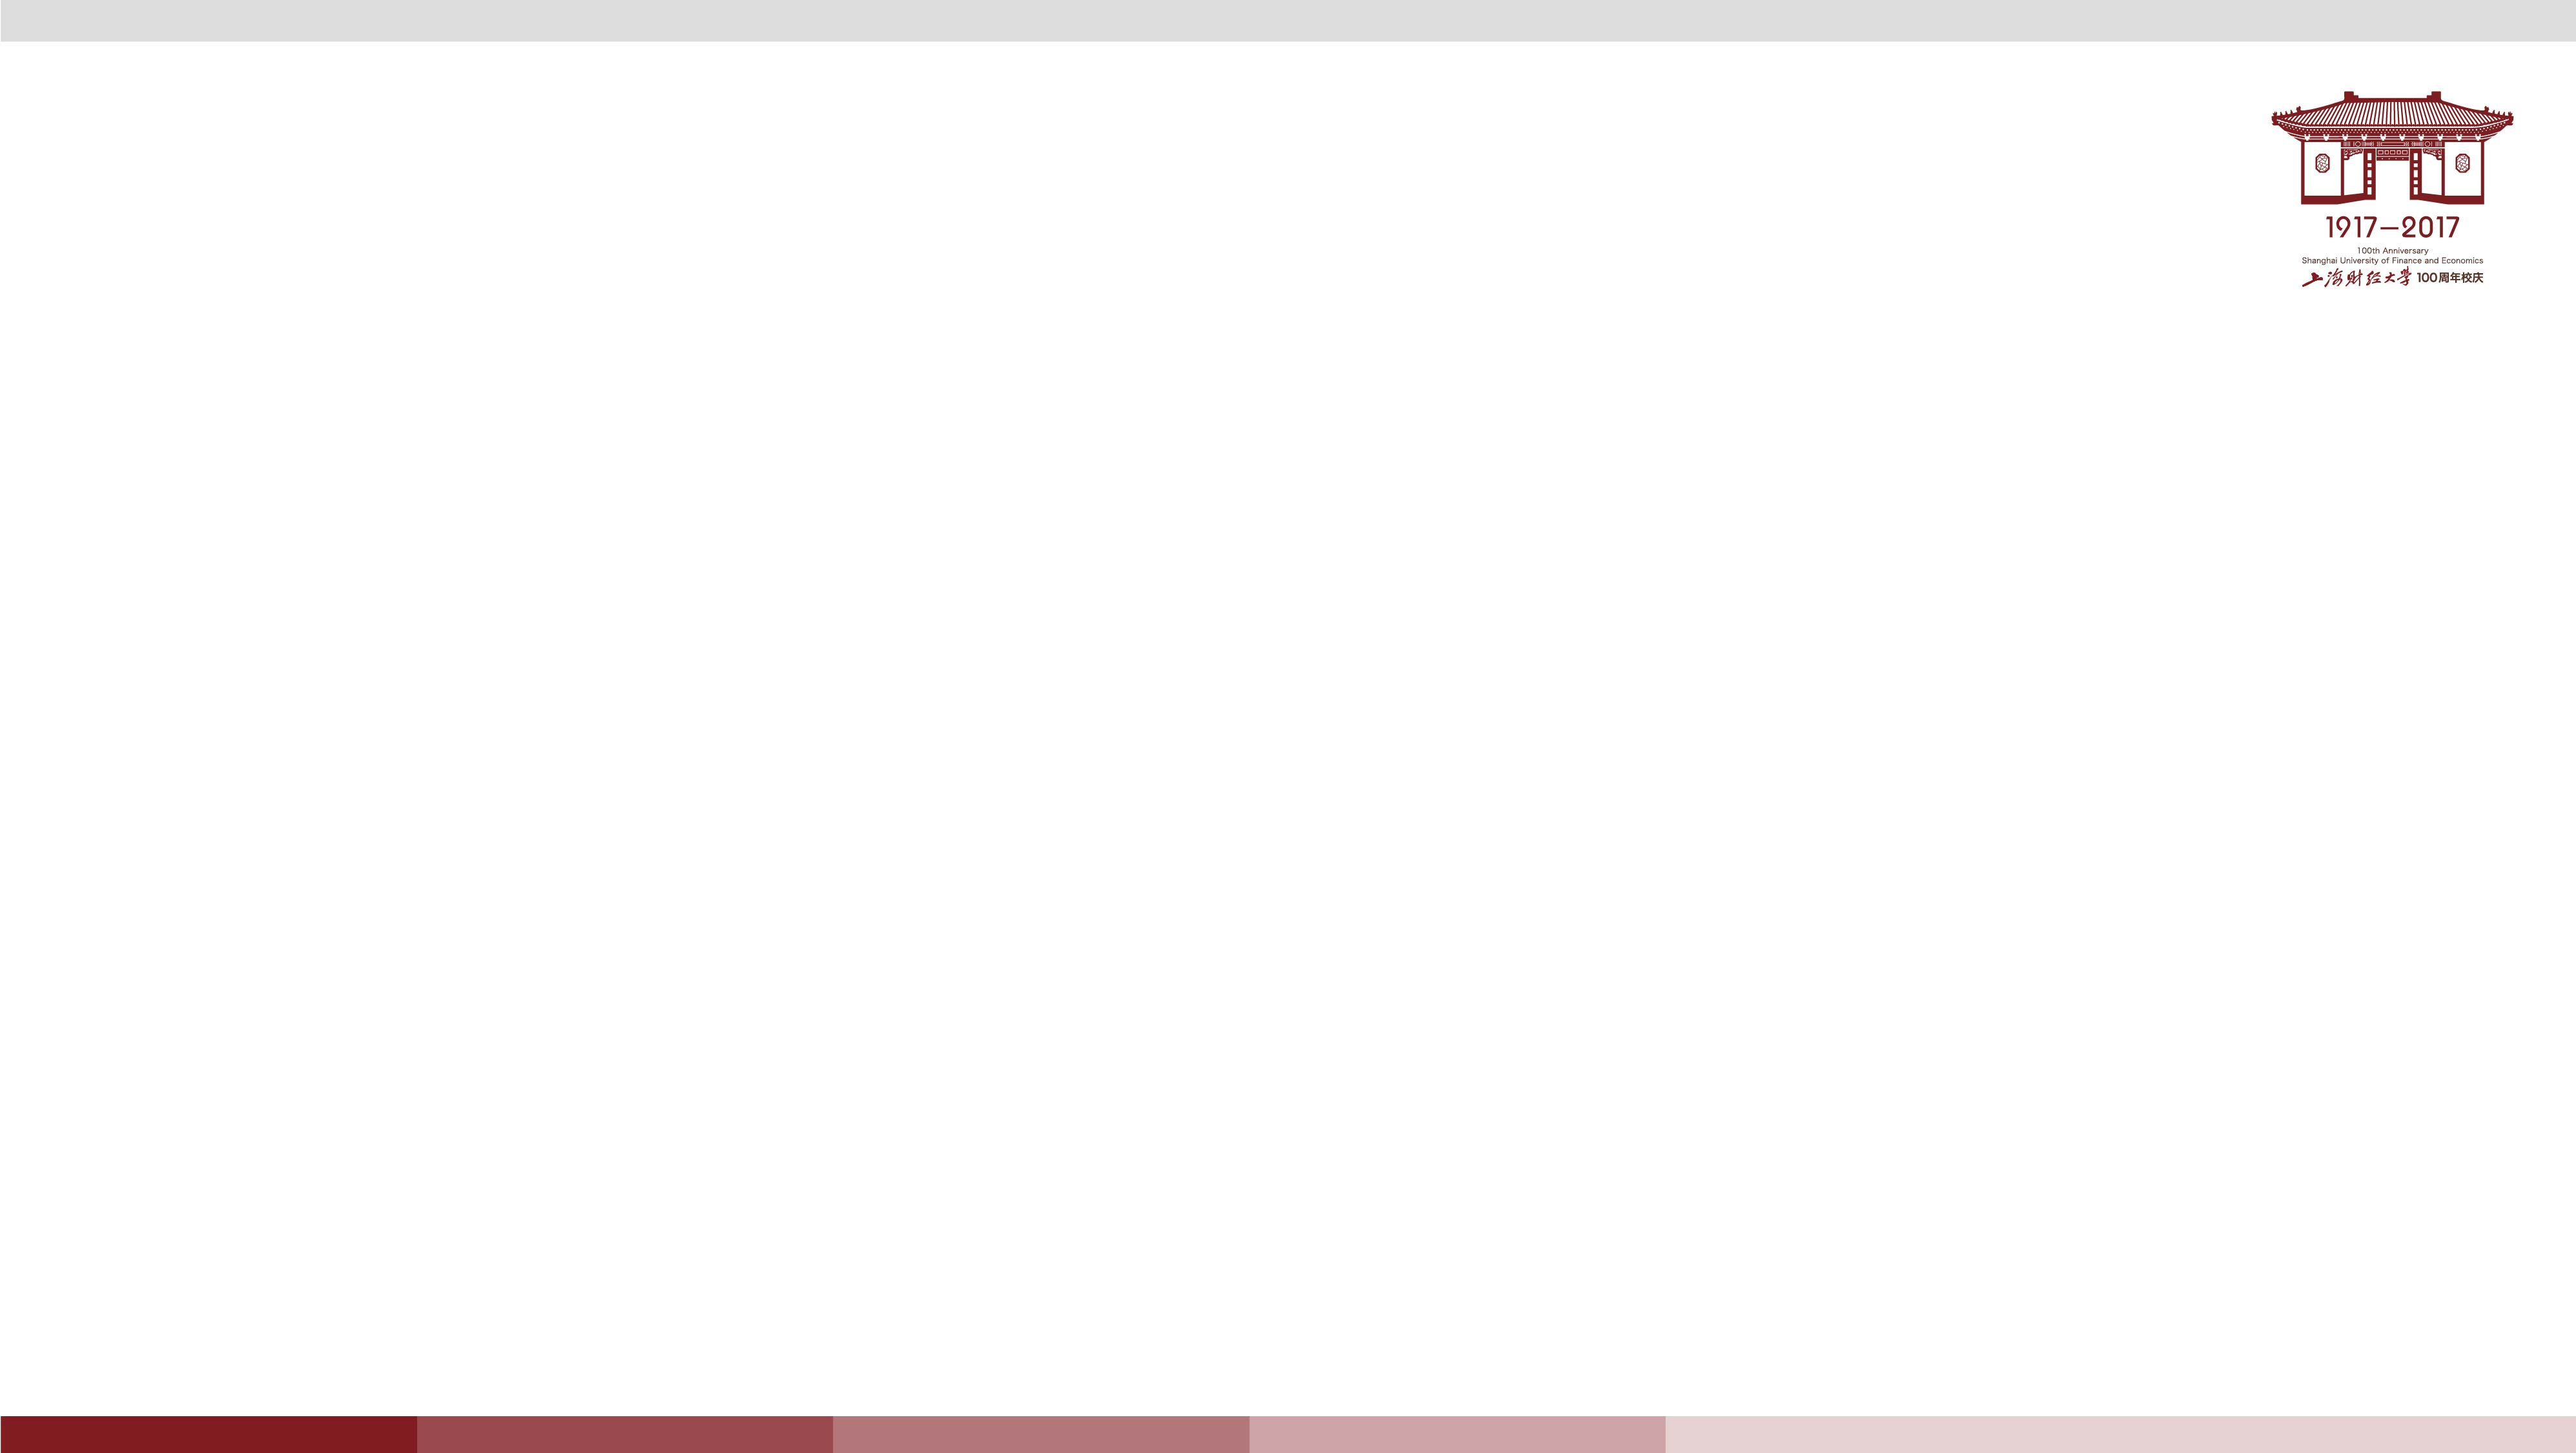 1917—2017
100th Anniversary
Shanghai University of Finance and Economics
上海财经大学 100周年校庆